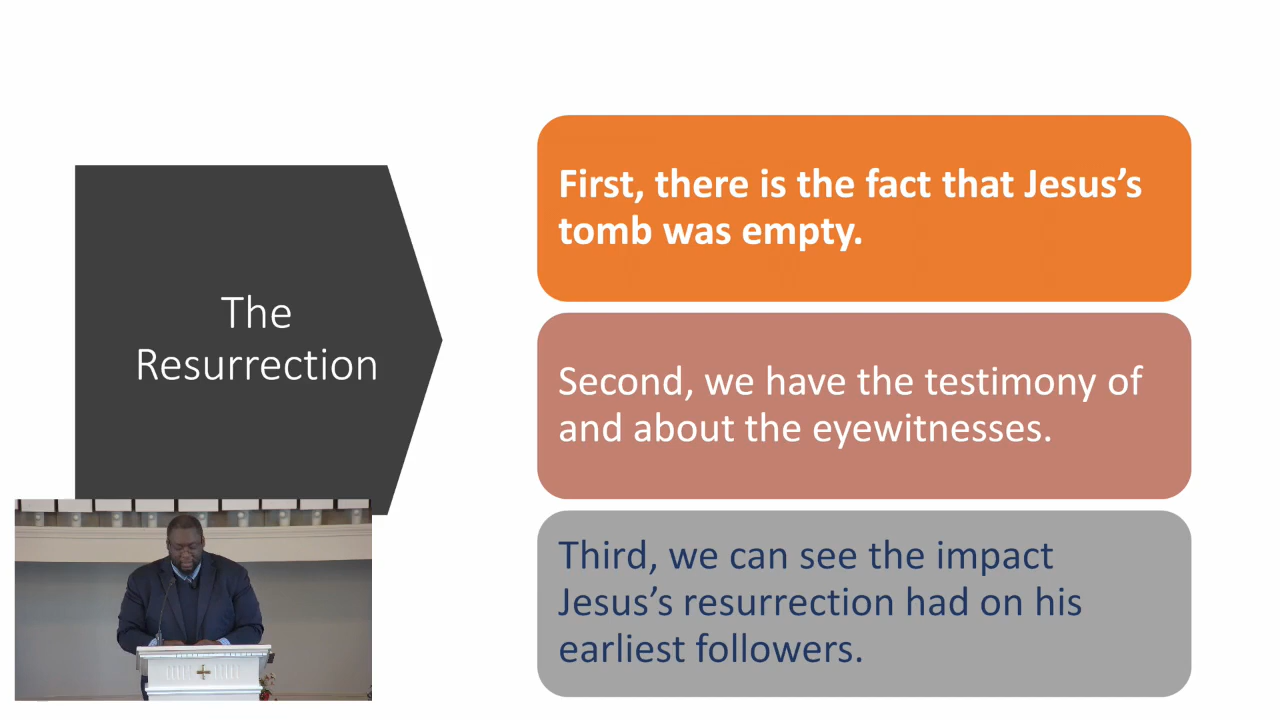 The
Resurrection
First, there is the fact that Jesus’s
tomb was empty.
Second, we have the testimony of
and about the eyewitnesses.
Third, we can see the impact
Jesus’s resurrection had on his
earliest followers.